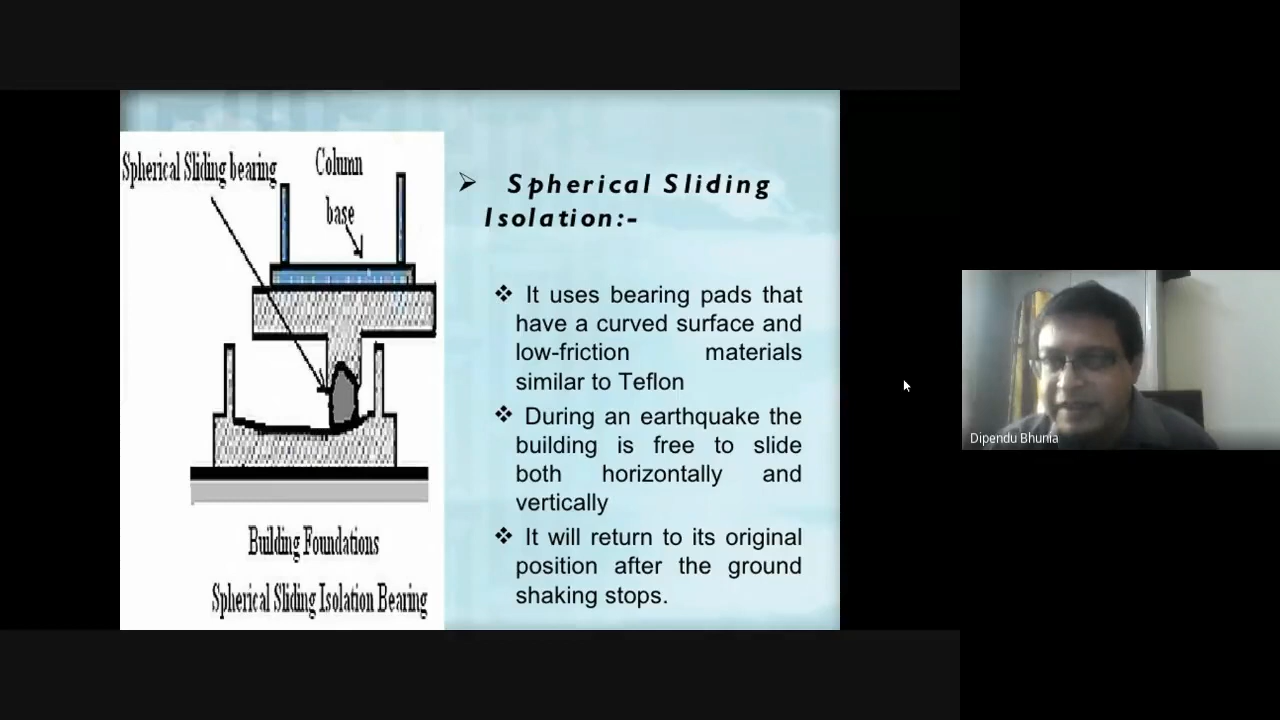 Spherical Sliding bearing
Column
base
Building Foundations
Spherical Sliding Isolation Bearing
➢ Spherical Sliding
Isolation:-
❖ It uses bearing pads that
have a curved surface and
low-friction materials
similar to Teflon
❖ During an earthquake the
building is free to slide
both horizontally and
vertically
❖ It will return to its original
position after the ground
shaking stops.
Dipendu Bhunia